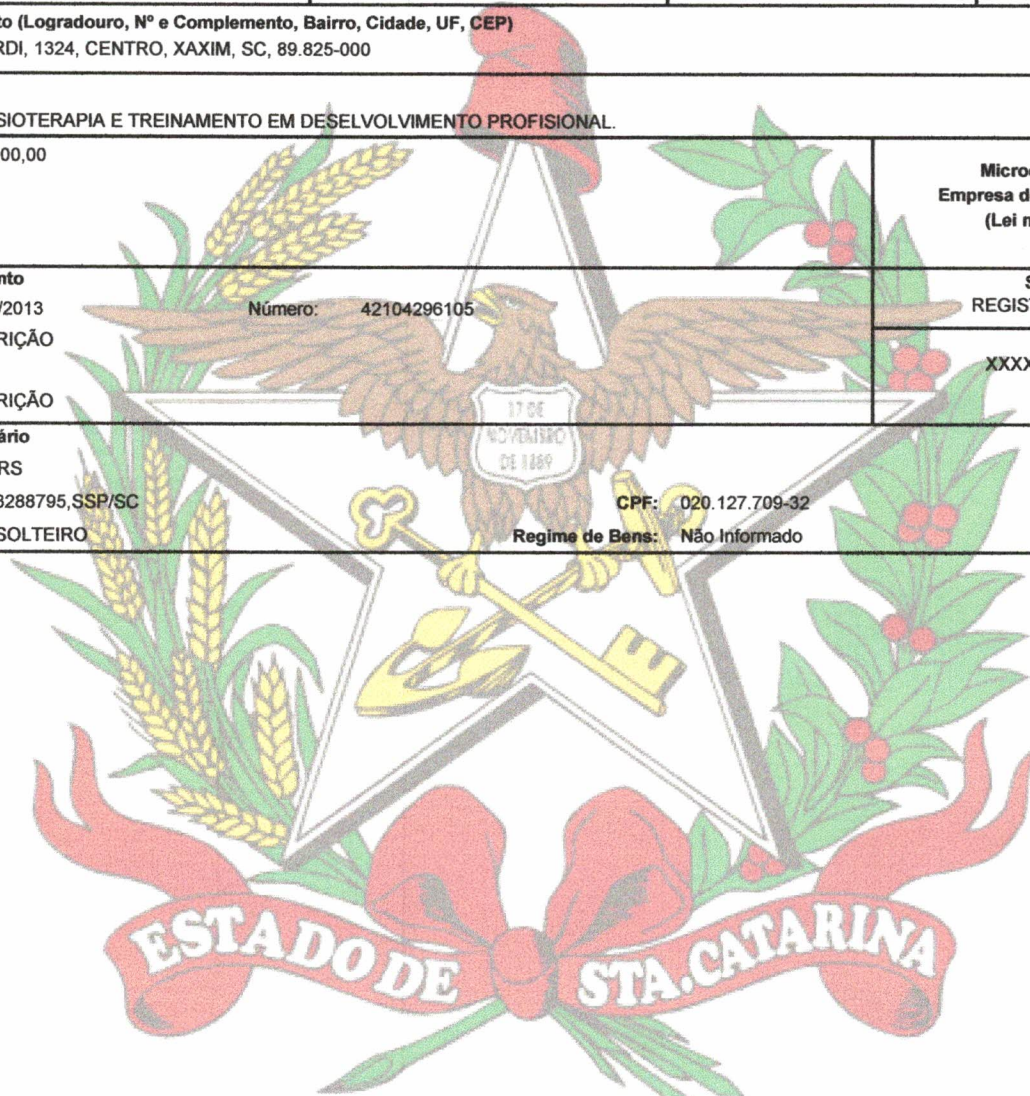 to (Logradouro, Nº e Complemento, Bairro, Cidade, UF, CEP)
RDI, 1324, CENTRO, XAXIM, SC, 89.825-000
SIOTERAPIA E TREINAMENTO EM DESELVOLVIMENTO PROFISIONAL.
00,00
Micro
Empresa d
(Lei n
nto
/2013 Número: 42104296105
RIÇÃO
RIÇÃO
S
REGIS
XXXX
ário
RS
3288795,SSP/SC CPF: 020.127.709-32
SOLTEIRO Regime de Bens: Não Informado
17 DE
NOVEMBRO
DE 1889
ESTADO DE STA.CATARINA